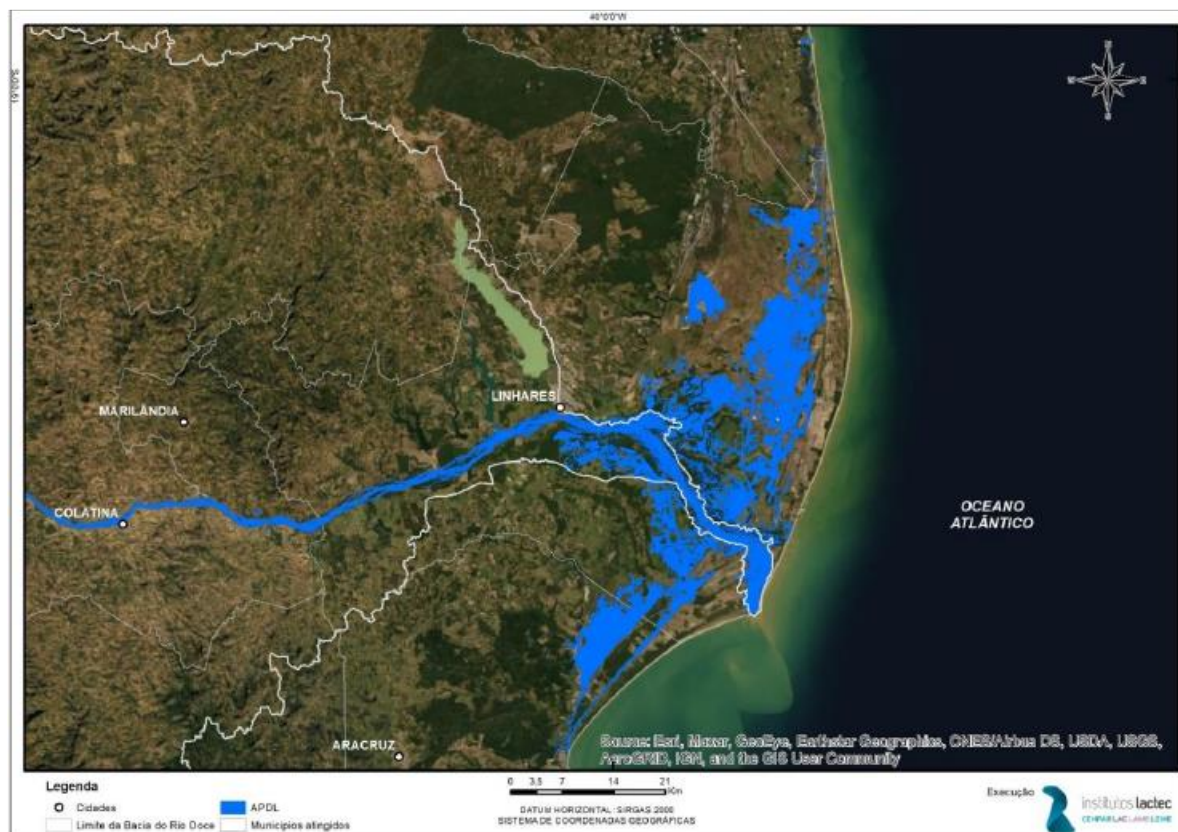 40°0'0"W
LINHARES
MARILÂNDIA
COLATINA
OCEANO
ATLÂNTICO
ARACRUZ
Source: Esri, Maxar, GeoEye, Earthstar Geographics, CNES/Airbus DS, USDA, USGS,
AeroGRID, IGN, and the GIS User Community
Legenda
Cidades
APDL
Limite da Bacia do Rio Doce
Municípios atingidos
0 3,5 7 14 21
Km
DATUM HORIZONTAL: SIRGAS 2000
SISTEMA DE COORDENADAS GEOGRÁFICAS
Execução
institutos lactec